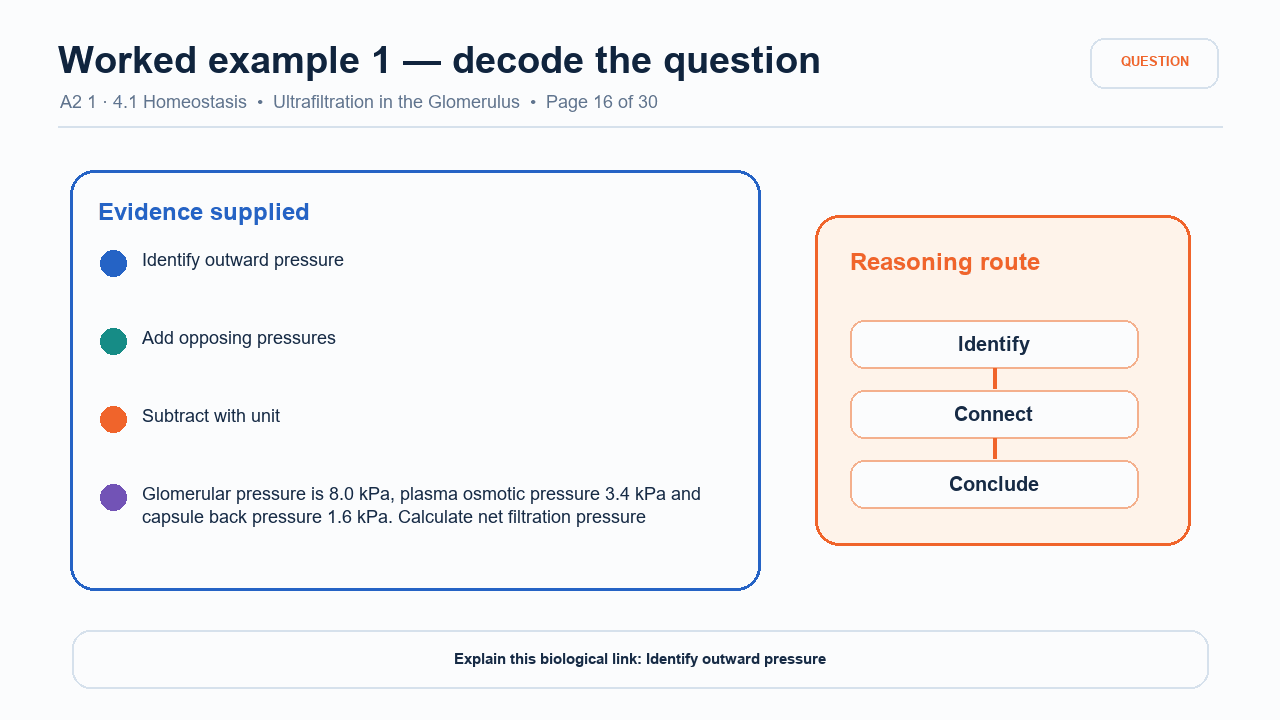 Worked example 1 — decode the question
QUESTION
A2 1 · 4.1 Homeostasis • Ultrafiltration in the Glomerulus • Page 16 of 30
Evidence supplied
Identify outward pressure
Add opposing pressures
Subtract with unit
Glomerular pressure is 8.0 kPa, plasma osmotic pressure 3.4 kPa and
capsule back pressure 1.6 kPa. Calculate net filtration pressure
Reasoning route
Identify
Connect
Conclude
Explain this biological link: Identify outward pressure